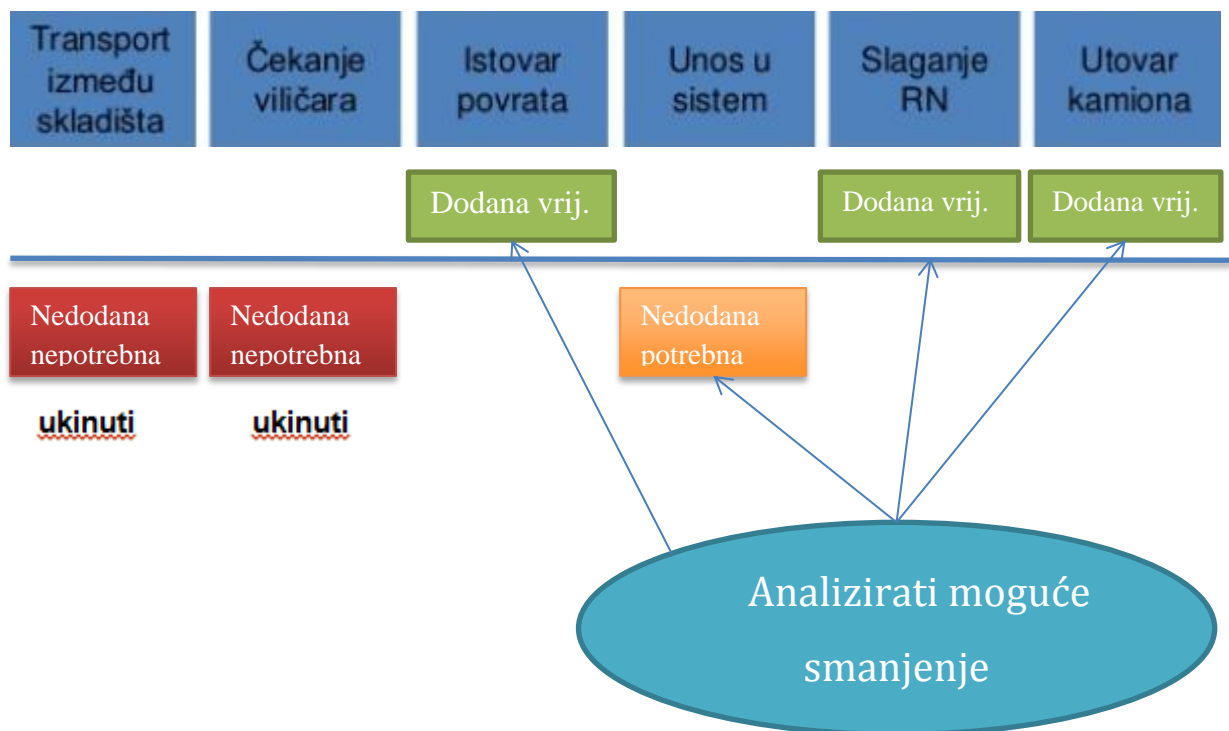 Transport
između
skladišta
Čekanje
viličara
Istovar
povrata
Unos u
sistem
Slaganje
RN
Utovar
kamiona
Dodana vrij.
Dodana vrij.
Dodana vrij.
Nedodana
nepotrebna
Nedodana
nepotrebna
Nedodana
potrebna
ukinuti
ukinuti
Analizirati moguće
smanjenje